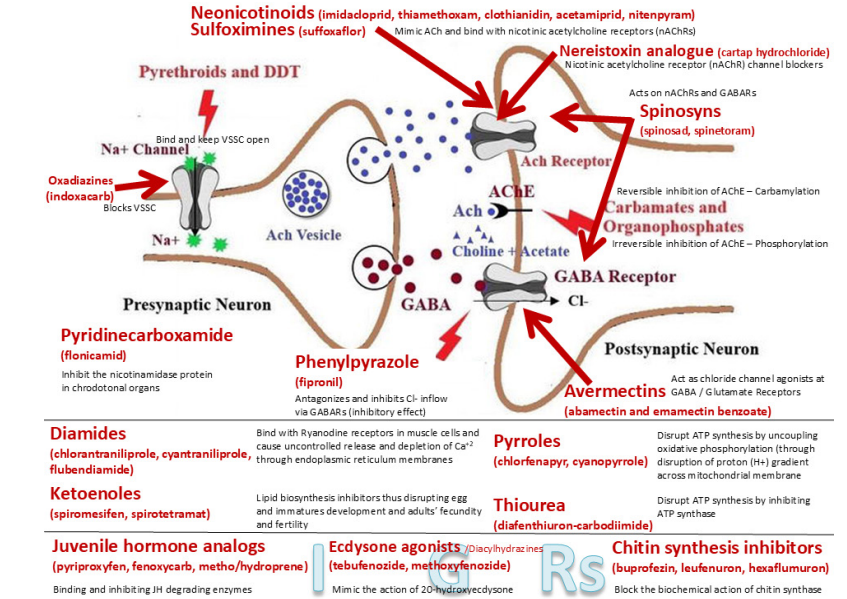 Neonicotinoids (imidacloprid, thiamethoxam, clothianidin, acetamiprid, nitenpyram)
Sulfoximines (suffoxaflor)
Mimic ACh and bind with nicotinic acetylcholine receptors (nAChRs)
Nereistoxin analogue (cartap hydrochloride)
Nicotinic acetylcholine receptor (nAChR) channel blockers
Pyrethroids and DDT
Acts on nAChRs and GABARs
Spinosyns
(spinosad, spinetoram)
Bind and keep VSSC open
Na+ Channel
Ach Receptor
Oxadiazines
(indoxacarb)
Blocks VSSC
AChE
Reversible inhibition of AChE – Carbamylation
Ach
Carbamates and
Organophosphates
Na+
Ach Vesicle
Irreversible inhibition of AChE – Phosphorylation
Choline + Acetate
GABA Receptor
GABA
Cl-
Presynaptic Neuron
Pyridinecarboxamide
(flonicamid)
Inhibit the nicotinamidase protein
in chrodotonal organs
Postsynaptic Neuron
Phenylpyrazole
(fipronil)
Antagonizes and inhibits Cl- inflow
via GABARs (inhibitory effect)
Avermectins
(abamectin and emamectin benzoate)
Act as chloride channel agonists at
GABA / Glutamate Receptors
Diamides
(chlorantraniliprole, cyantraniliprole,
flubendiamide)
Bind with Ryanodine receptors in muscle cells and
cause uncontrolled release and depletion of Ca+2
through endoplasmic reticulum membranes
Pyrroles
(chlorfenapyr, cyanopyrrole)
Disrupt ATP synthesis by uncoupling
oxidative phosphorylation (through
disruption of proton (H+) gradient
across mitochondrial membrane
Ketoenoles
(spiromesifen, spirotetramat)
Lipid biosynthesis inhibitors thus disrupting egg
and immatures development and adults' fecundity
and fertility
Thiourea
(diafenthiuron-carbodiimide)
Disrupt ATP synthesis by inhibiting
ATP synthase
I G Rs
Juvenile hormone analogs
(pyriproxyfen, fenoxycarb, metho/hydroprene)
Binding and inhibiting JH degrading enzymes
Ecdysone agonists /Diacylhydrazines
(tebufenozide, methoxyfenozide)
Mimic the action of 20-hydroxyecdysone
Chitin synthesis inhibitors
(buprofezin, leufenuron, hexaflumuron)
Block the biochemical action of chitin synthase